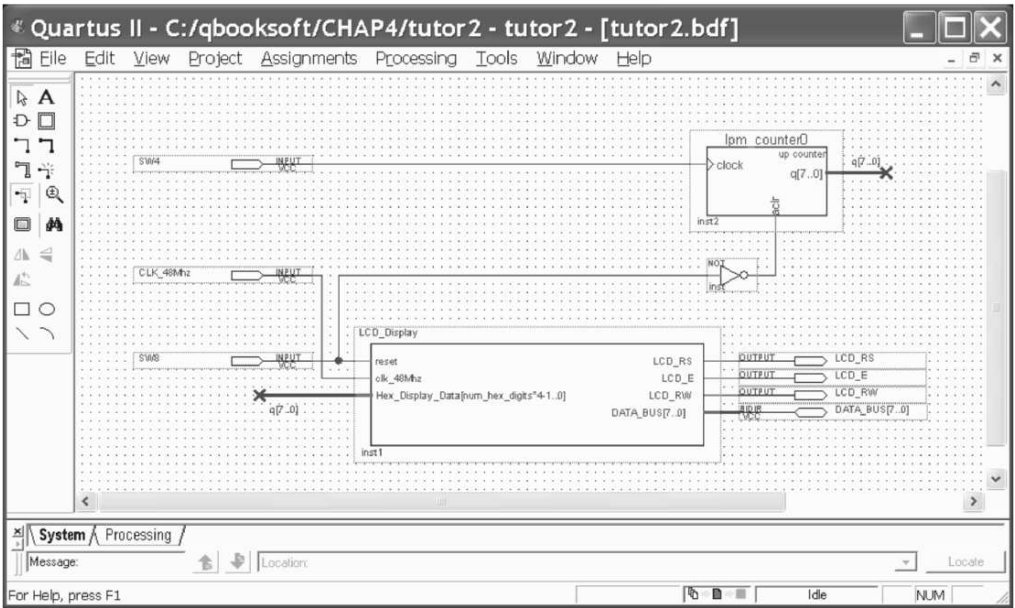 Quartus II - C:/qbooksoft/CHAP4/tutor2 - tutor2 - [tutor2.bdf]
File Edit View Project Assignments Processing Tools Window Help
A
lpm_counter0
SW4 INPUT VCC
up counter
clock
q[7..0]
q[7..0]
aclr
inst2
CLK_48Mhz INPUT VCC
NOT
inst
LCD_Display
SW8 INPUT VCC
reset LCD_RS OUTPUT LCD_RS
clk_48Mhz LCD_E OUTPUT LCD_E
Hex_Display_Data[num_hex_digits*4-1..0] LCD_RW OUTPUT LCD_RW
q[7..0]
DATA_BUS[7..0] BIDIR VCC DATA_BUS[7..0]
inst1
System Processing
Message: Location: Locate
For Help, press F1 Idle NUM